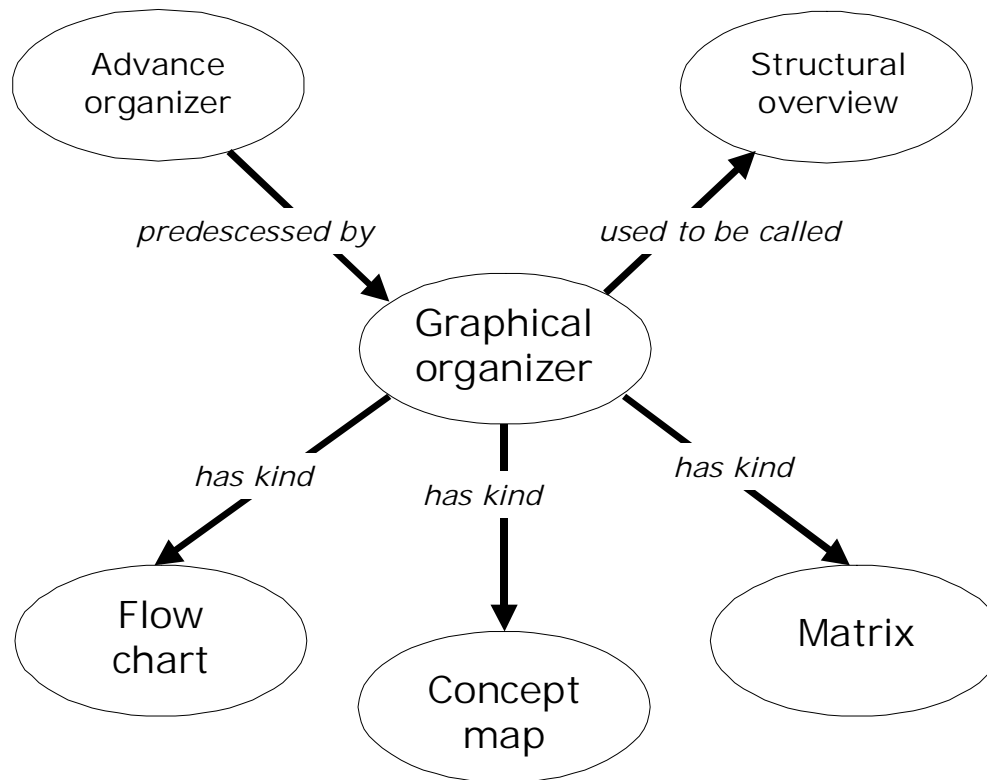 Advance
organizer
Structural
overview
predescessed by
used to be called
Graphical
organizer
has kind
has kind
has kind
Flow
chart
Concept
map
Matrix